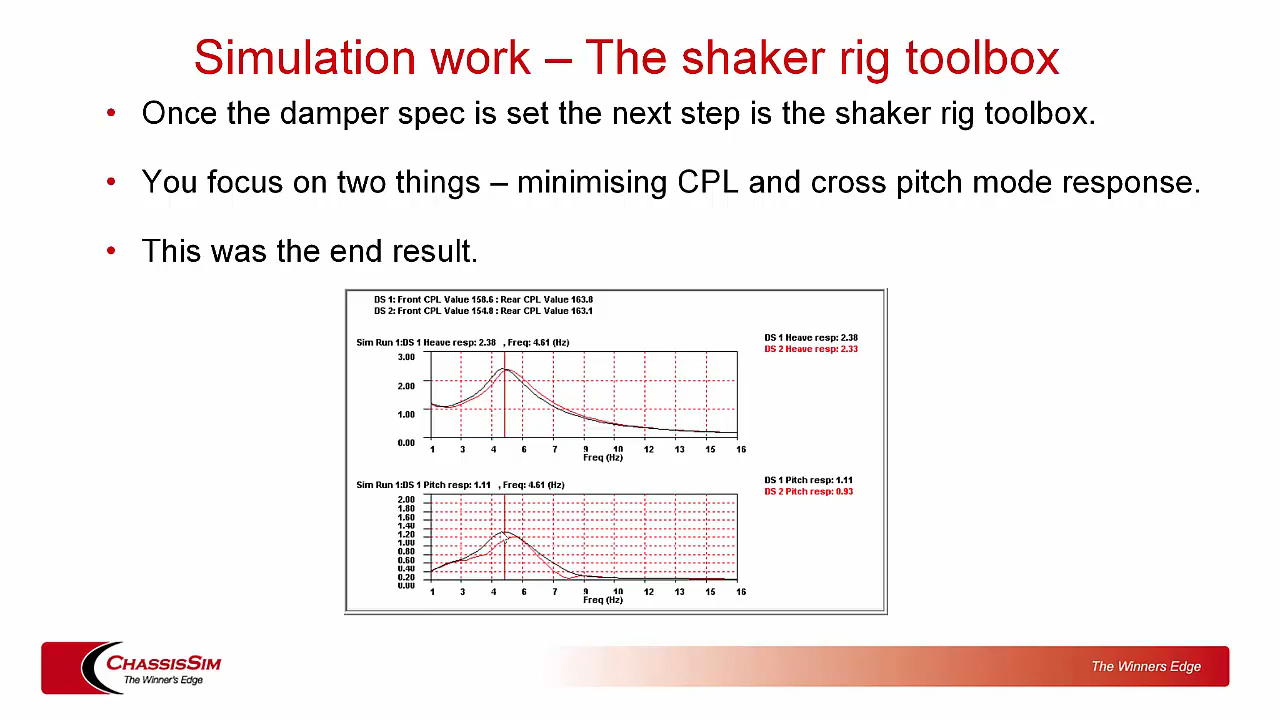 Simulation work – The shaker rig toolbox
• Once the damper spec is set the next step is the shaker rig toolbox.
• You focus on two things – minimising CPL and cross pitch mode response.
• This was the end result.
DS 1: Front CPL Value 158.6 : Rear CPL Value 163.8
DS 2: Front CPL Value 154.8 : Rear CPL Value 163.1
Sim Run 1:DS 1 Heave resp: 2.38 , Freq: 4.61 (Hz)
DS 1 Heave resp: 2.38
DS 2 Heave resp: 2.33
3.00
2.00
1.00
0.00
1 3 4 6 7 9 10 12 13 15 16
Freq (Hz)
Sim Run 1:DS 1 Pitch resp: 1.11 , Freq: 4.61 (Hz)
DS 1 Pitch resp: 1.11
DS 2 Pitch resp: 0.93
2.00
1.80
1.60
1.40
1.20
1.00
0.80
0.60
0.40
0.20
0.00
1 3 4 6 7 9 10 12 13 15 16
Freq (Hz)
CHASSISSIM
The Winner's Edge
The Winners Edge